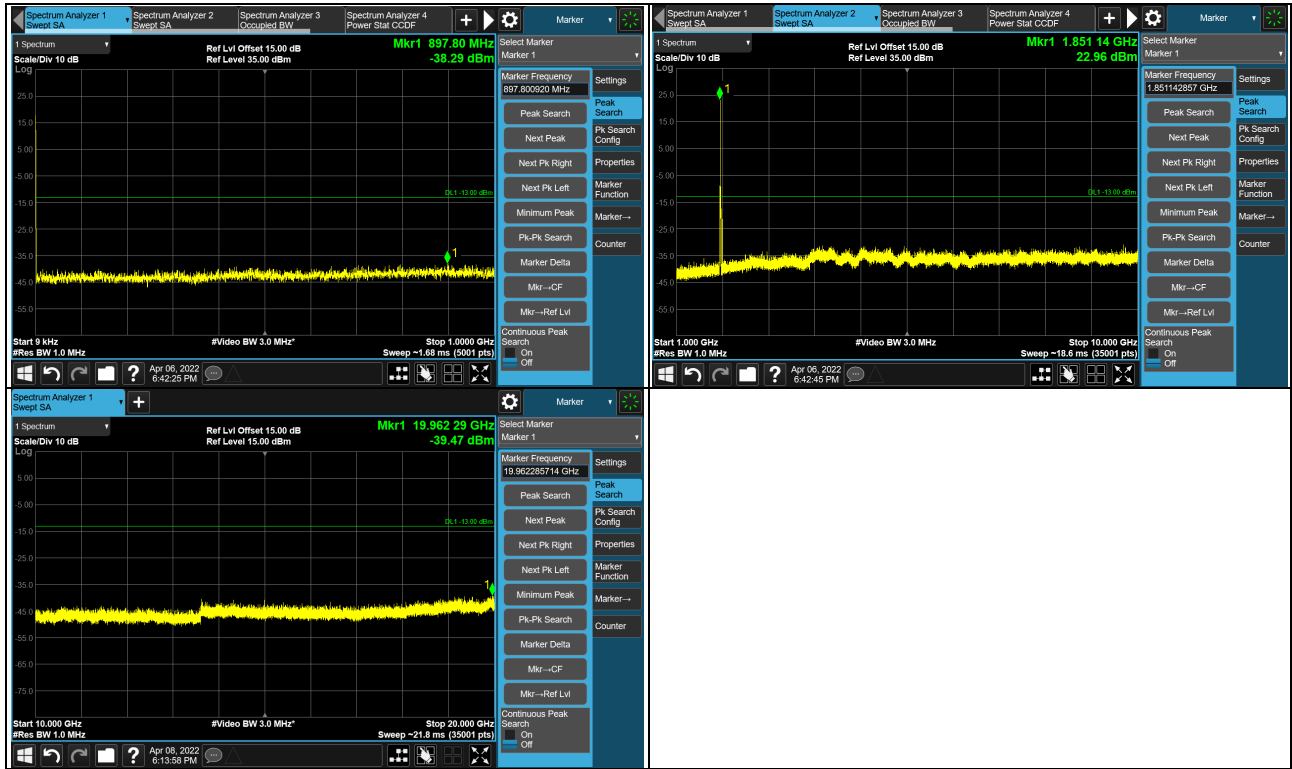 Spectrum Analyzer 1
Swept SA
Spectrum Analyzer 2
Swept SA
Spectrum Analyzer 3
Occupied BW
Spectrum Analyzer 4
Power Stat CCDF
+
Marker
1 Spectrum
Scale/Div 10 dB
Log
Ref Lvl Offset 15.00 dB
Ref Level 35.00 dBm
Mkr1 897.80 MHz
-38.29 dBm
25.0
15.0
5.00
-5.00
-15.0
-25.0
-35.0
-45.0
-55.0
DL1 -13.00 dBm
1
Start 9 kHz
#Res BW 1.0 MHz
#Video BW 3.0 MHz*
Stop 1.0000 GHz
Sweep ~1.68 ms (5001 pts)
Select Marker
Marker 1
Marker Frequency
897.800920 MHz
Peak Search
Next Peak
Next Pk Right
Next Pk Left
Minimum Peak
Pk-Pk Search
Marker Delta
Mkr→CF
Mkr→Ref Lvl
Continuous Peak
Search
On
Off
Settings
Peak
Search
Pk Search
Config
Properties
Marker
Function
Marker→
Counter
?
Apr 06, 2022
6:42:25 PM
Spectrum Analyzer 1
Swept SA
Spectrum Analyzer 2
Swept SA
Spectrum Analyzer 3
Occupied BW
Spectrum Analyzer 4
Power Stat CCDF
+
Marker
1 Spectrum
Scale/Div 10 dB
Log
Ref Lvl Offset 15.00 dB
Ref Level 35.00 dBm
Mkr1 1.851 14 GHz
22.96 dBm
25.0
15.0
5.00
-5.00
-15.0
-25.0
-35.0
-45.0
-55.0
DL1 -13.00 dBm
1
Start 1.000 GHz
#Res BW 1.0 MHz
#Video BW 3.0 MHz
Stop 10.000 GHz
Sweep ~18.6 ms (35001 pts)
Select Marker
Marker 1
Marker Frequency
1.851142857 GHz
Peak Search
Next Peak
Next Pk Right
Next Pk Left
Minimum Peak
Pk-Pk Search
Marker Delta
Mkr→CF
Mkr→Ref Lvl
Continuous Peak
Search
On
Off
Settings
Peak
Search
Pk Search
Config
Properties
Marker
Function
Marker→
Counter
?
Apr 06, 2022
6:42:45 PM
Spectrum Analyzer 1
Swept SA
+
Marker
1 Spectrum
Scale/Div 10 dB
Log
Ref Lvl Offset 15.00 dB
Ref Level 15.00 dBm
Mkr1 19.962 29 GHz
-39.47 dBm
5.00
-5.00
-15.0
-25.0
-35.0
-45.0
-55.0
-65.0
-75.0
DL1 -13.00 dBm
1
Start 10.000 GHz
#Res BW 1.0 MHz
#Video BW 3.0 MHz*
Stop 20.000 GHz
Sweep ~21.8 ms (35001 pts)
Select Marker
Marker 1
Marker Frequency
19.962285714 GHz
Peak Search
Next Peak
Next Pk Right
Next Pk Left
Minimum Peak
Pk-Pk Search
Marker Delta
Mkr→CF
Mkr→Ref Lvl
Continuous Peak
Search
On
Off
Settings
Peak
Search
Pk Search
Config
Properties
Marker
Function
Marker→
Counter
?
Apr 08, 2022
6:13:58 PM